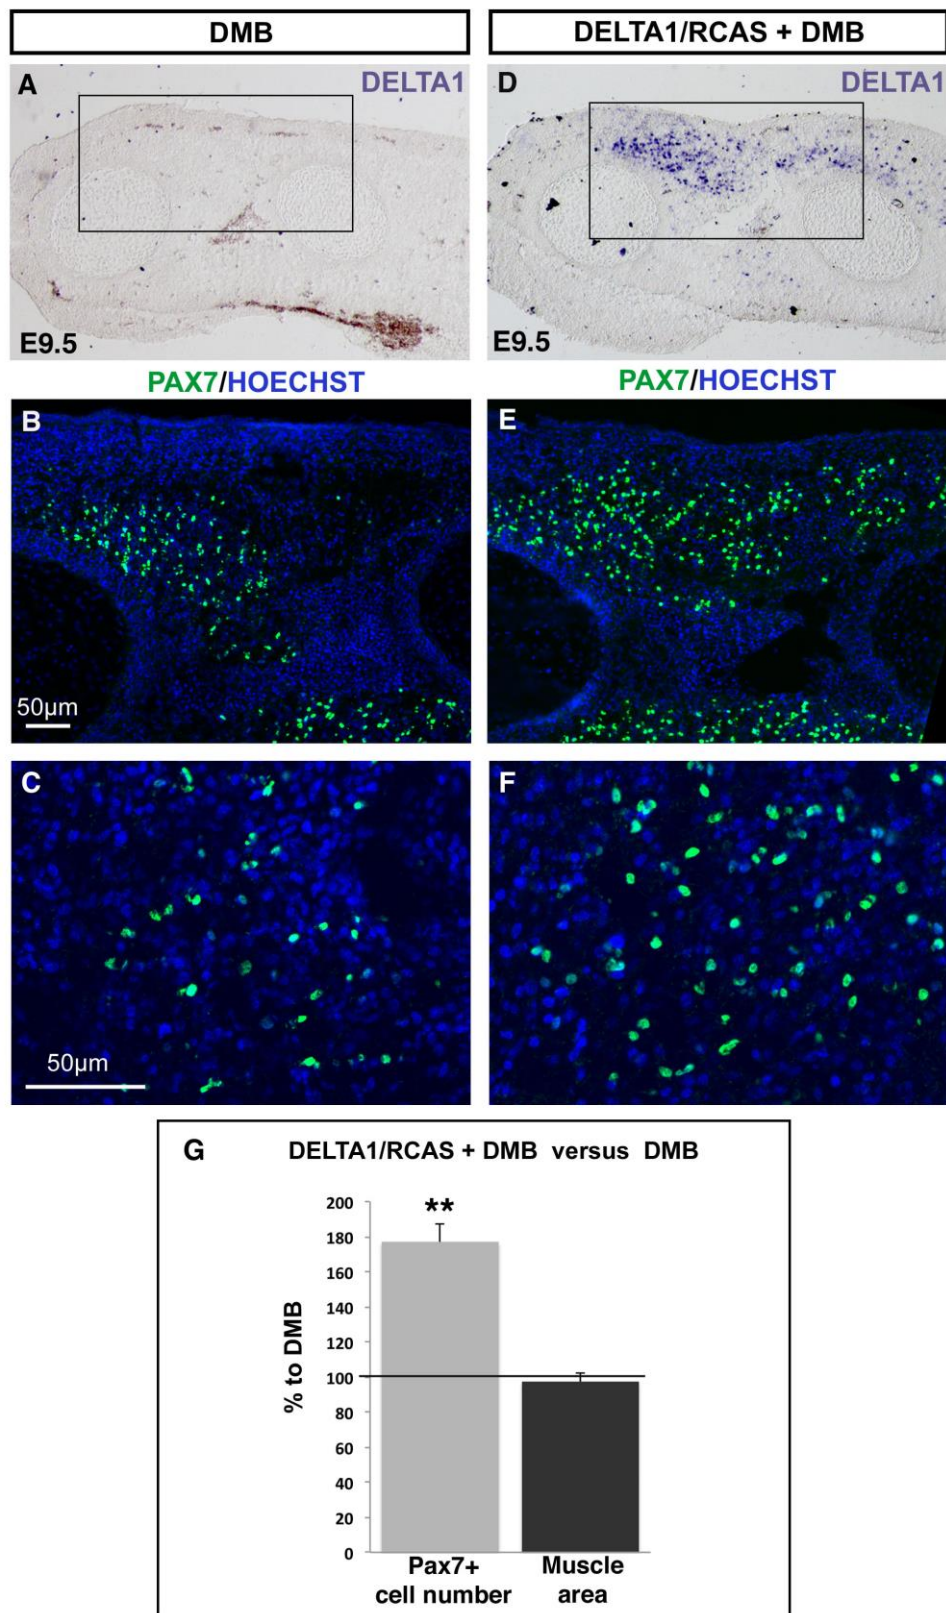 DMB
DELTA1/RCAS + DMB
A
DELTA1
E9.5
D
DELTA1
E9.5
PAX7/HOECHST
PAX7/HOECHST
B
50µm
E
C
50µm
F
G
DELTA1/RCAS + DMB versus DMB
**
% to DMB
200
180
160
140
120
100
80
60
40
20
0
Pax7+
cell number
Muscle
area